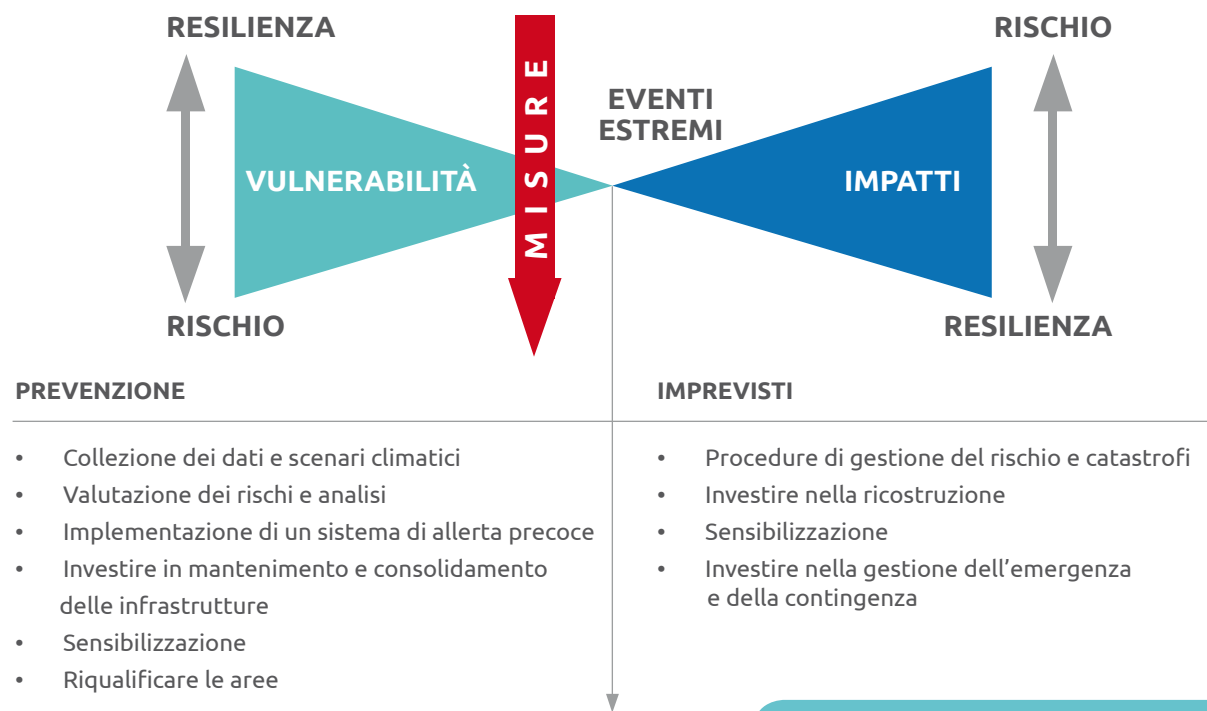 RESILIENZA
RISCHIO
MISURE
EVENTI
ESTREMI
VULNERABILITÀ
IMPATTI
RISCHIO
RESILIENZA
PREVENZIONE
• Collezione dei dati e scenari climatici
• Valutazione dei rischi e analisi
• Implementazione di un sistema di allerta precoce
• Investire in mantenimento e consolidamento
delle infrastrutture
• Sensibilizzazione
• Riqualificare le aree
IMPREVISTI
• Procedure di gestione del rischio e catastrofi
• Investire nella ricostruzione
• Sensibilizzazione
• Investire nella gestione dell’emergenza
e della contingenza